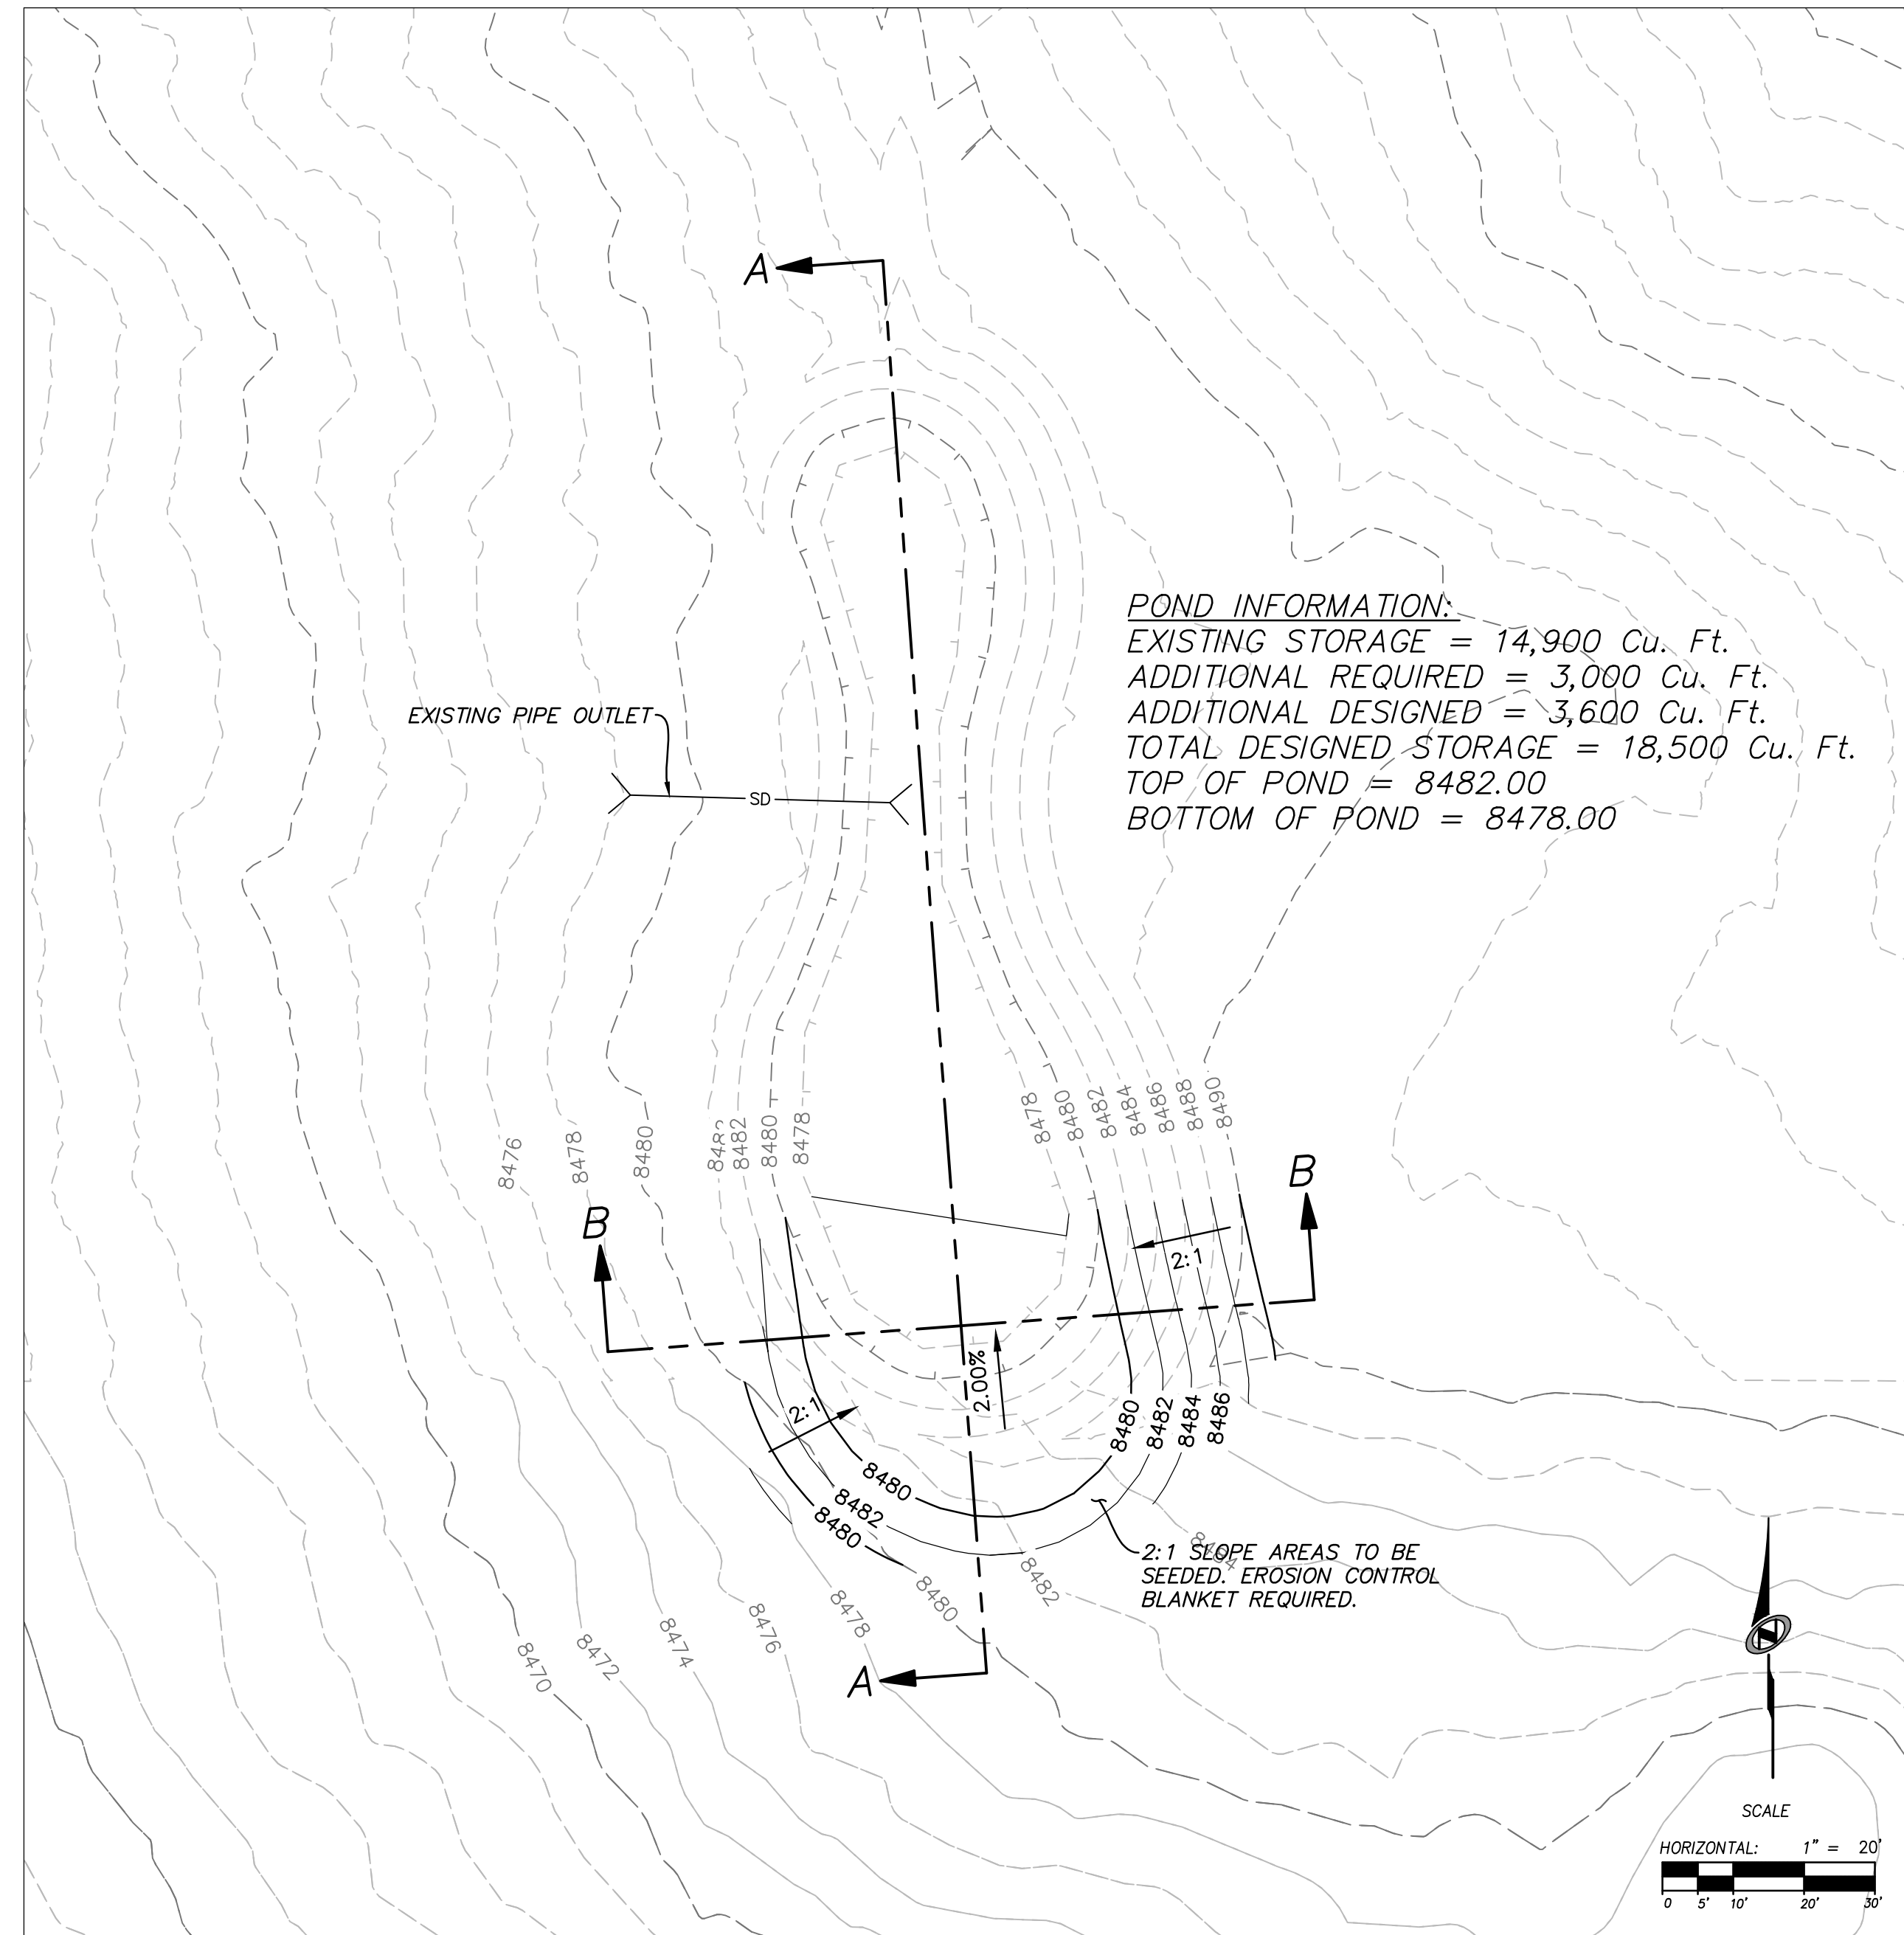 A
POND INFORMATION:
EXISTING STORAGE = 14,900 Cu. Ft.
ADDITIONAL REQUIRED = 3,000 Cu. Ft.
ADDITIONAL DESIGNED = 3,600 Cu. Ft.
TOTAL DESIGNED STORAGE = 18,500 Cu. Ft.
TOP OF POND = 8482.00
BOTTOM OF POND = 8478.00
EXISTING PIPE OUTLET
SD
8476
8478
8480
8482
8482
8480
8478
8478
8480
8482
8484
8486
8488
8490
B
B
2:1
2:1
2.00%
8480
8482
8484
8486
8480
8482
8480
2:1 SLOPE AREAS TO BE
SEEDED. EROSION CONTROL
BLANKET REQUIRED.
8484
8482
8480
8478
8476
8474
8472
8470
A
N
SCALE
HORIZONTAL: 1" = 20'
0 5' 10' 20' 30'